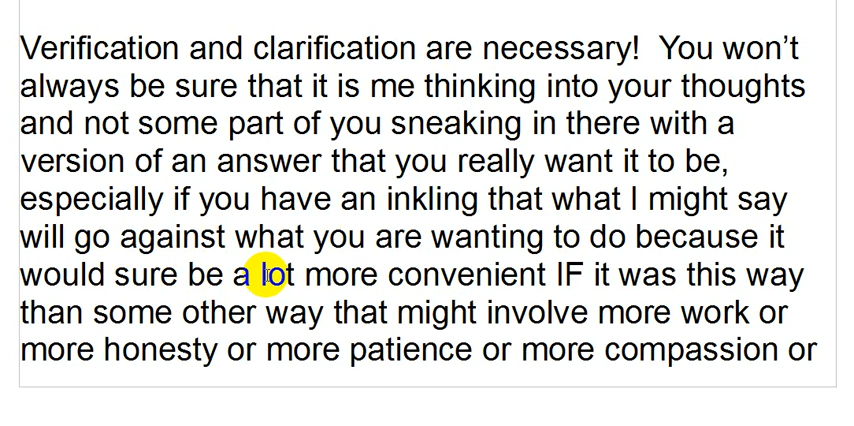 Verification and clarification are necessary!  You won’t
always be sure that it is me thinking into your thoughts
and not some part of you sneaking in there with a
version of an answer that you really want it to be,
especially if you have an inkling that what I might say
will go against what you are wanting to do because it
would sure be a lot more convenient IF it was this way
than some other way that might involve more work or
more honesty or more patience or more compassion or